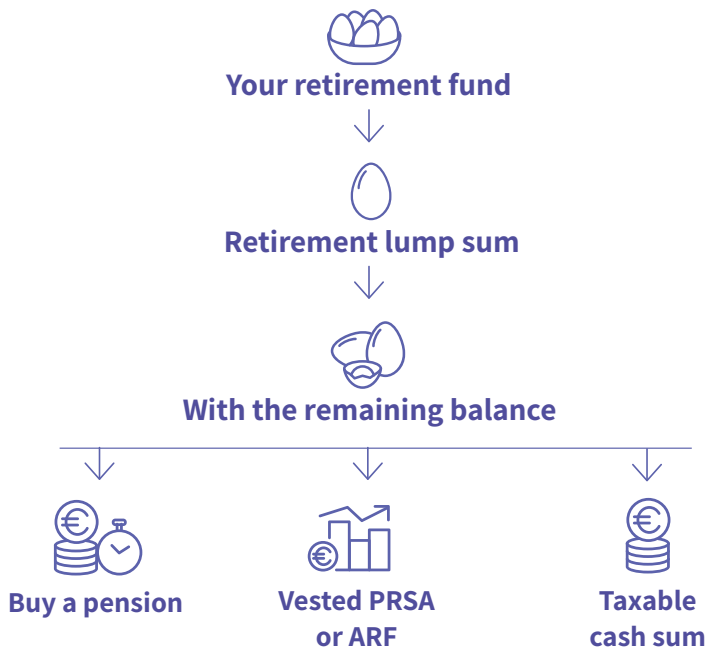 Your retirement fund
Retirement lump sum
With the remaining balance
Buy a pension
Vested PRSA
or ARF
Taxable
cash sum